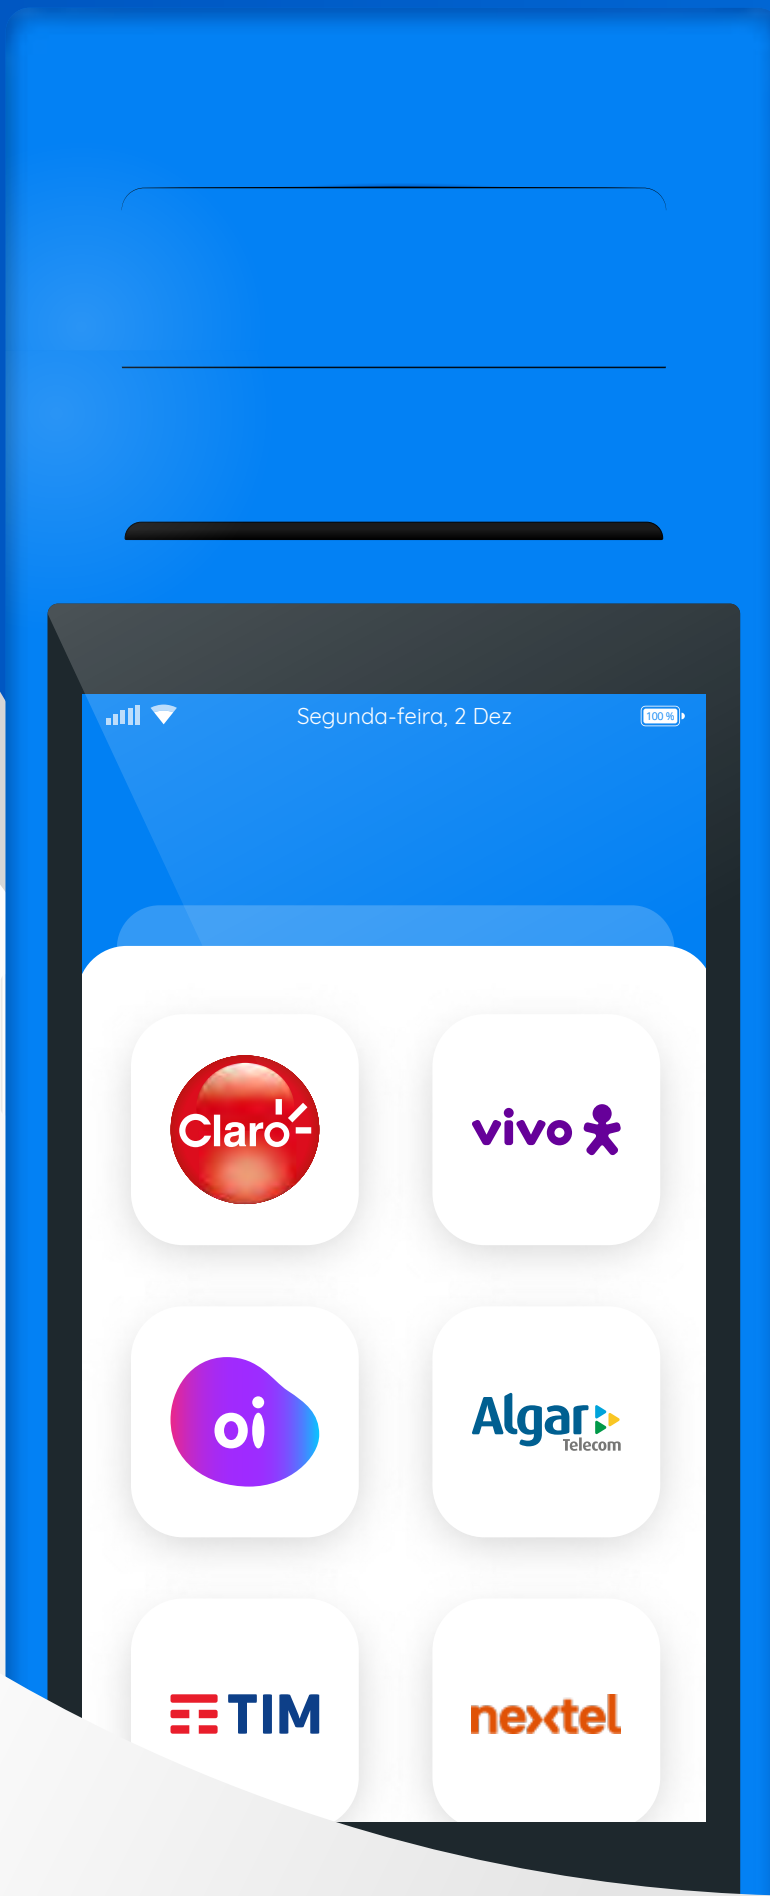 Segunda-feira, 2 Dez
100 %
Claro
vivo
oi
Algar
Telecom
TIM
nextel